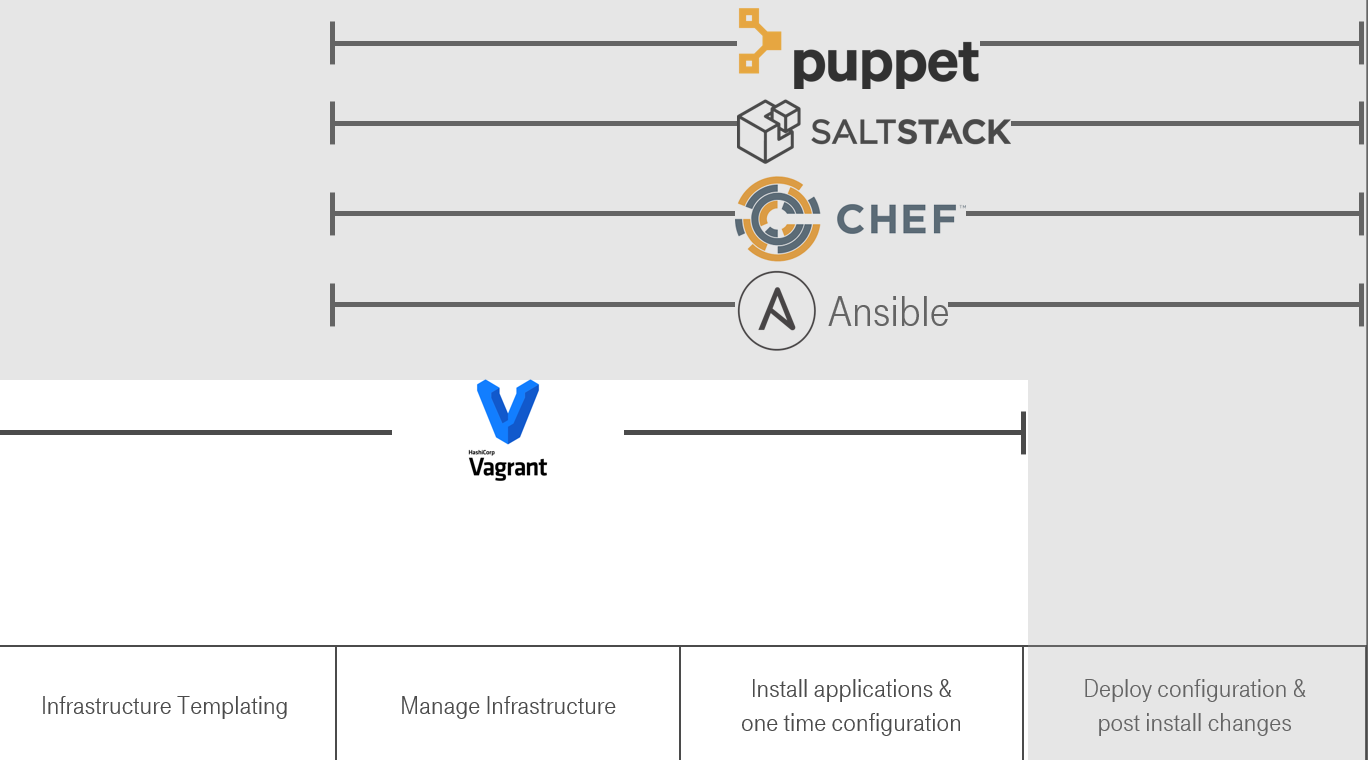 puppet
SALTSTACK
CHEF™
Ansible
HashiCorp
Vagrant
Infrastructure Templating
Manage Infrastructure
Install applications &
one time configuration
Deploy configuration &
post install changes